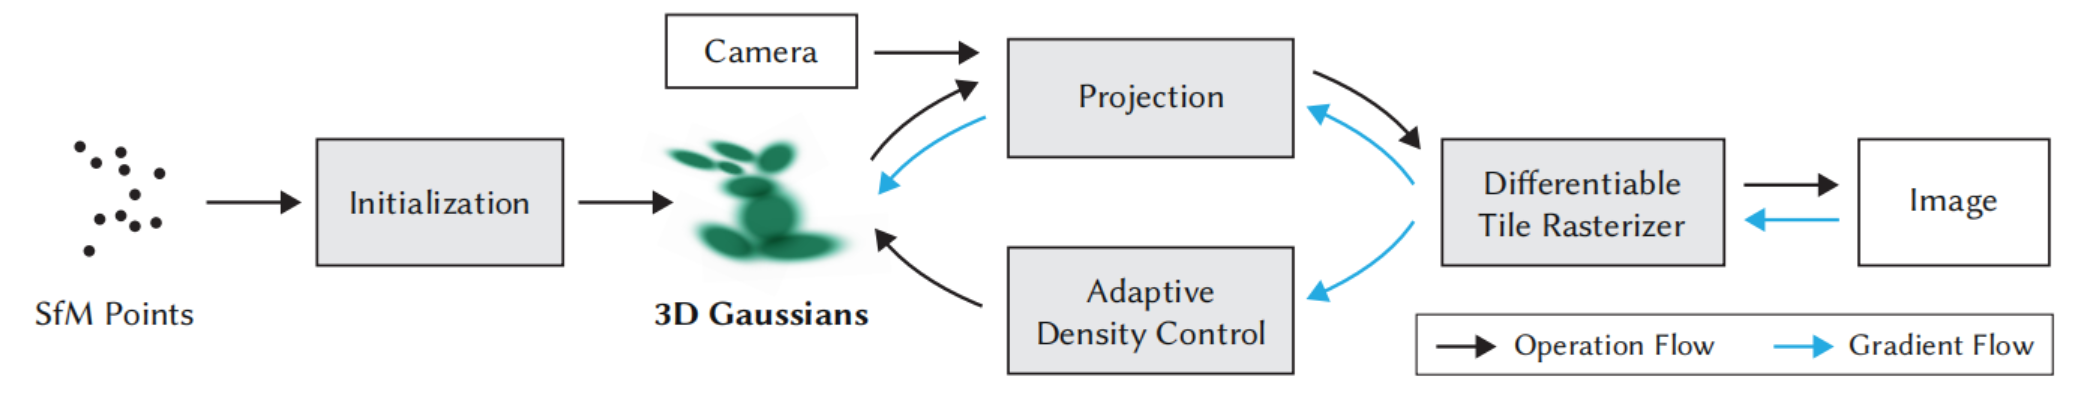 Camera
Projection
Initialization
Differentiable
Tile Rasterizer
Image
SfM Points
3D Gaussians
Adaptive
Density Control
Operation Flow
Gradient Flow